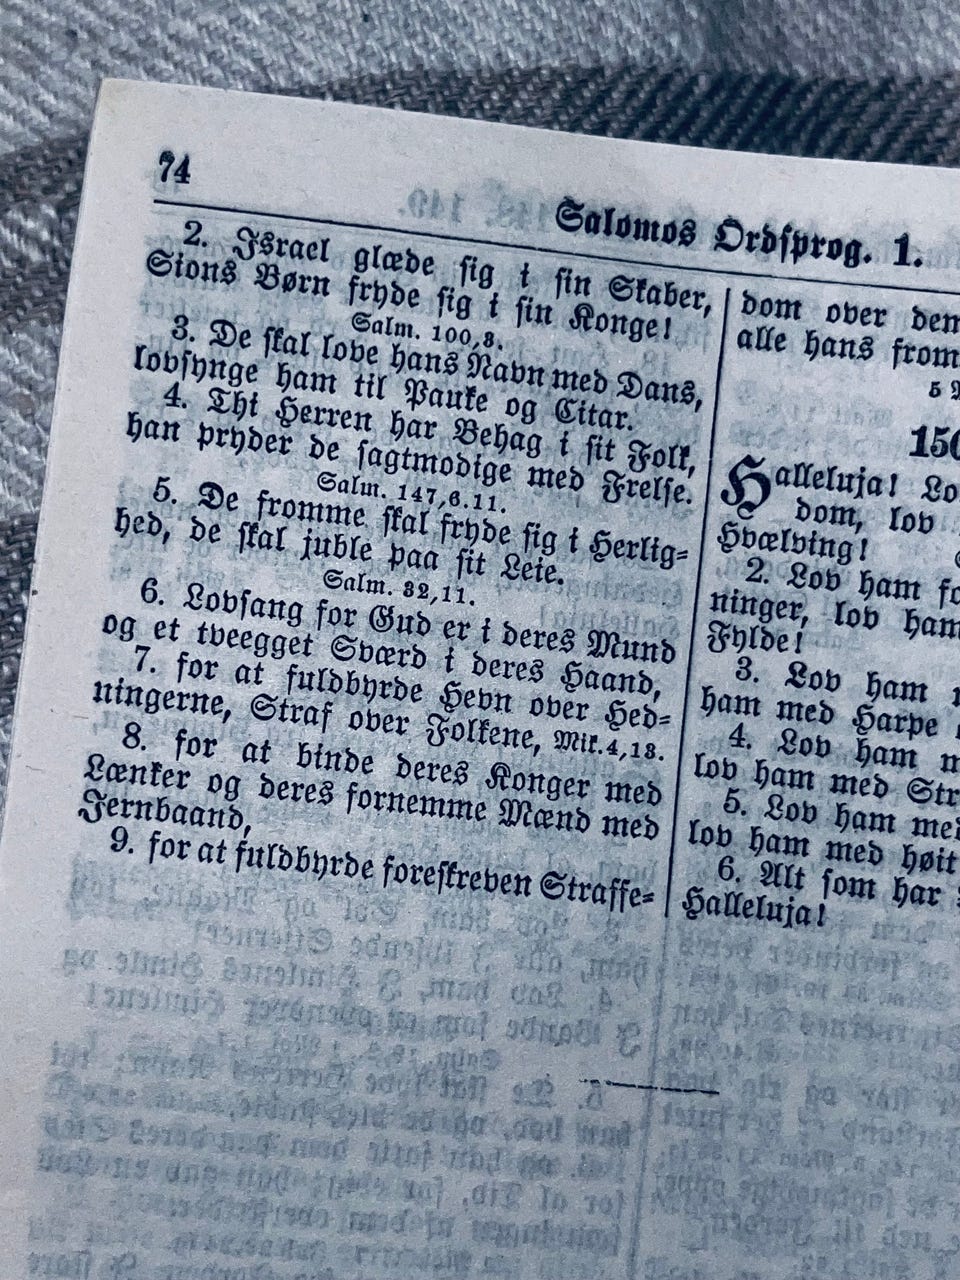 74
Salomos Ordsprog. 1.
2. Israel glæde sig i sin Skaber,
Sions Børn fryde sig i sin Konge!
Salm. 100,3.
3. De skal love hans Navn med Dans,
lovsynge ham til Pauke og Citar.
4. Thi Herren har Behag i sit Folk,
han pryder de sagtmodige med Frelse.
Salm. 147,6.11.
5. De fromme skal fryde sig i Herlig-
hed, de skal juble paa sit Leie.
Salm. 32,11.
6. Lovsang for Gud er i deres Mund
og et tveegget Sværd i deres Haand,
7. for at fuldbyrde Hevn over Hed-
ningerne, Straf over Folkene, Mik. 4,13.
8. for at binde deres Konger med
Lænker og deres fornemme Mænd med
Jernbaand,
9. for at fuldbyrde foreskreven Straffe-
dom over dem
alle hans from
5
150
Halleluja! Lo
dom, lov
Hvælving!
2. Lov ham fo
ninger, lov ham
Fylde!
3. Lov ham
ham med Harpe
4. Lov ham m
lov ham med Str
5. Lov ham med
lov ham med høit
6. Alt som har
Halleluja!